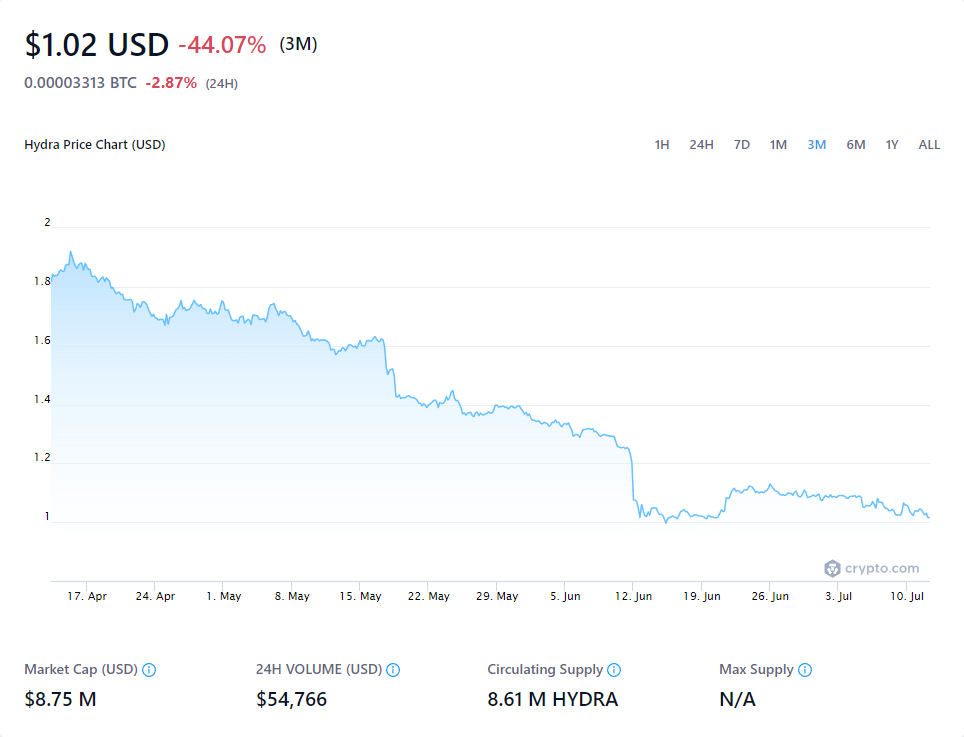 $1.02 USD -44.07% (3M)
0.00003313 BTC -2.87% (24H)
Hydra Price Chart (USD) 1H 24H 7D 1M 3M 6M 1Y ALL
2
1.8
1.6
1.4
1.2
1
crypto.com
17. Apr 24. Apr 1. May 8. May 15. May 22. May 29. May 5. Jun 12. Jun 19. Jun 26. Jun 3. Jul 10. Jul
Market Cap (USD) 24H VOLUME (USD) Circulating Supply Max Supply
$8.75 M $54,766 8.61 M HYDRA N/A